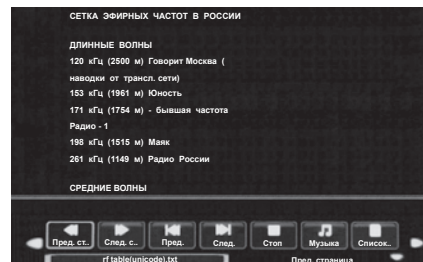 СЕТКА ЭФИРНЫХ ЧАСТОТ В РОССИИ
ДЛИННЫЕ ВОЛНЫ
120 кГц (2500 м) Говорит Москва (
наводки от трансл. сети)
153 кГц (1961 м) Юность
171 кГц (1754 м) - бывшая частота
Радио - 1
198 кГц (1515 м) Маяк
261 кГц (1149 м) Радио России
СРЕДНИЕ ВОЛНЫ
Пред. ст.. След. с.. Пред. След. Стоп Музыка Список..
rf table(unicode).txt Пред. страница